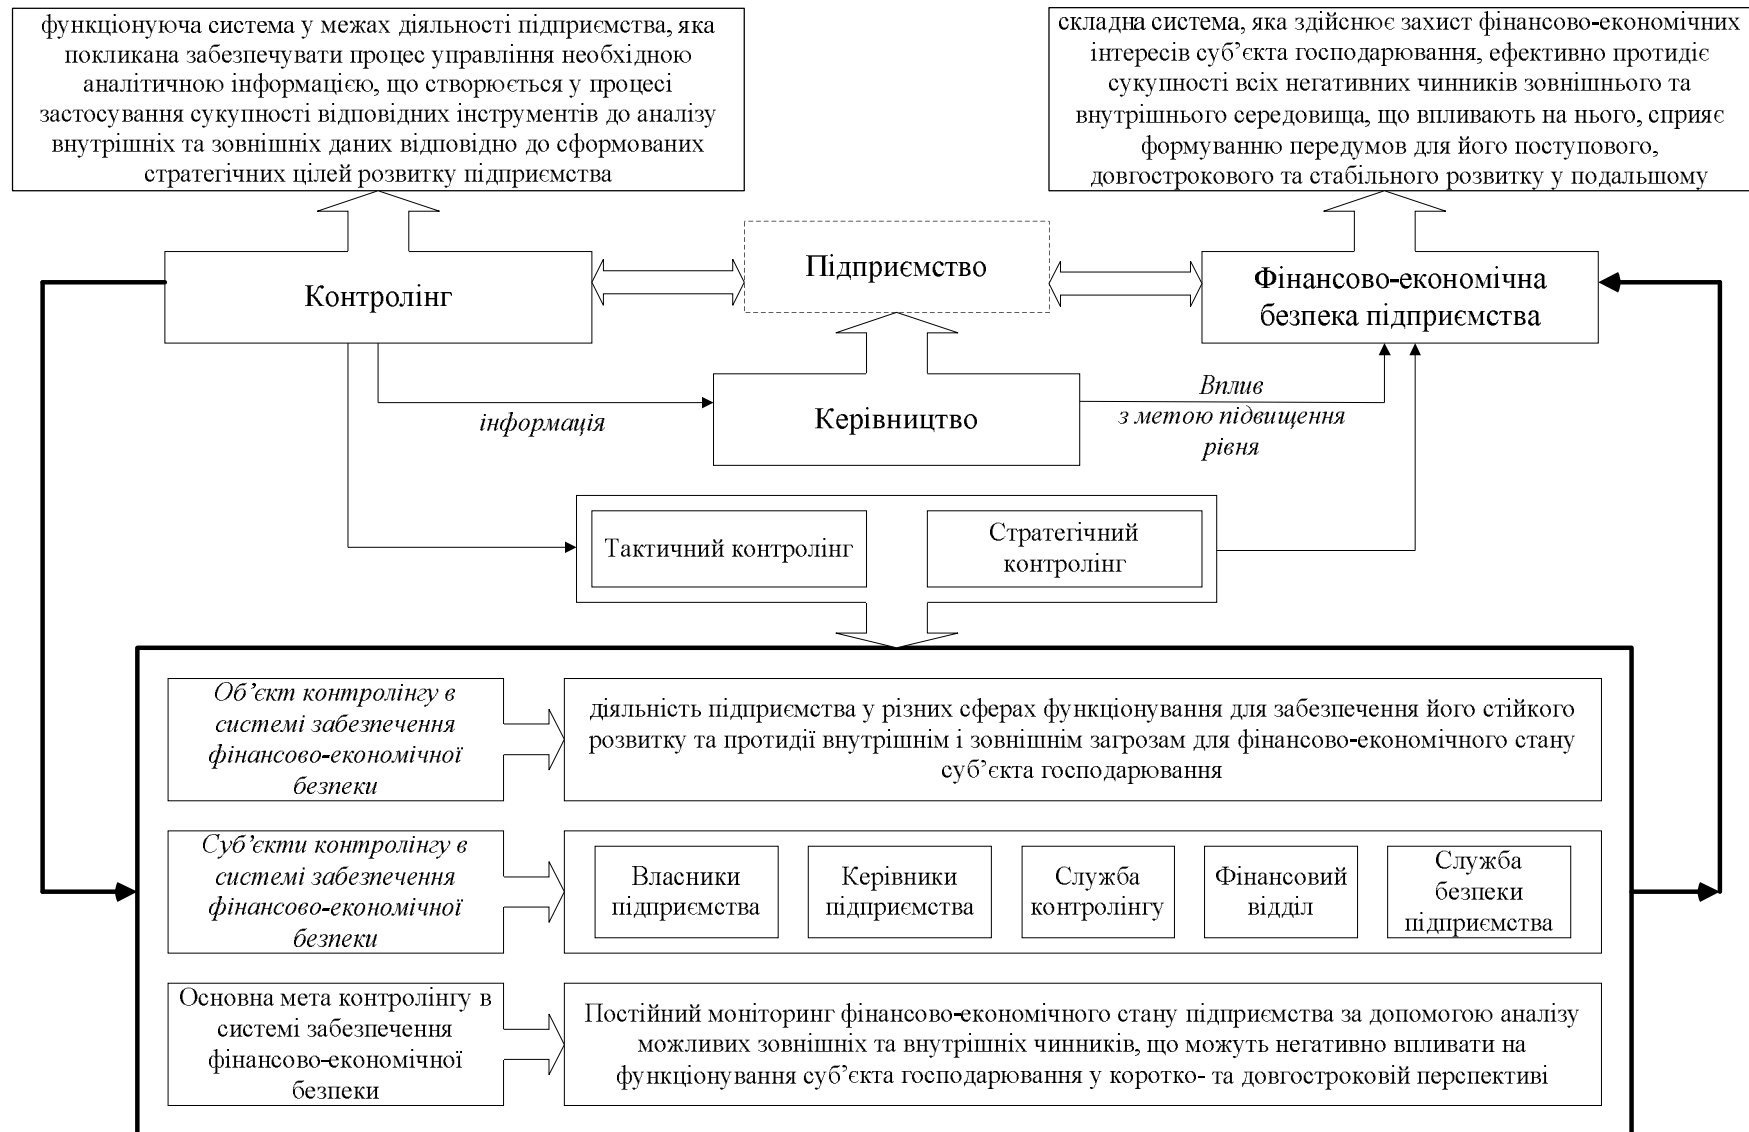 функціонуюча система у межах діяльності підприємства, яка
покликана забезпечувати процес управління необхідною
аналітичною інформацією, що створюється у процесі
застосування сукупності відповідних інструментів до аналізу
внутрішніх та зовнішніх даних відповідно до сформованих
стратегічних цілей розвитку підприємства
складна система, яка здійснює захист фінансово-економічних
інтересів суб’єкта господарювання, ефективно протидіє
сукупності всіх негативних чинників зовнішнього та
внутрішнього середовища, що впливають на нього, сприяє
формуванню передумов для його поступового,
довгострокового та стабільного розвитку у подальшому
Контролінг
Підприємство
Фінансово-економічна
безпека підприємства
інформація
Керівництво
Вплив
з метою підвищення
рівня
Тактичний контролінг
Стратегічний
контролінг
Об’єкт контролінгу в
системі забезпечення
фінансово-економічної
безпеки
діяльність підприємства у різних сферах функціонування для забезпечення його стійкого
розвитку та протидії внутрішнім і зовнішнім загрозам для фінансово-економічного стану
суб’єкта господарювання
Суб’єкти контролінгу в
системі забезпечення
фінансово-економічної
безпеки
Власники
підприємства
Керівники
підприємства
Служба
контролінгу
Фінансовий
відділ
Служба
безпеки
підприємства
Основна мета контролінгу в
системі забезпечення
фінансово-економічної
безпеки
Постійний моніторинг фінансово-економічного стану підприємства за допомогою аналізу
можливих зовнішніх та внутрішніх чинників, що можуть негативно впливати на
функціонування суб’єкта господарювання у коротко- та довгостроковій перспективі